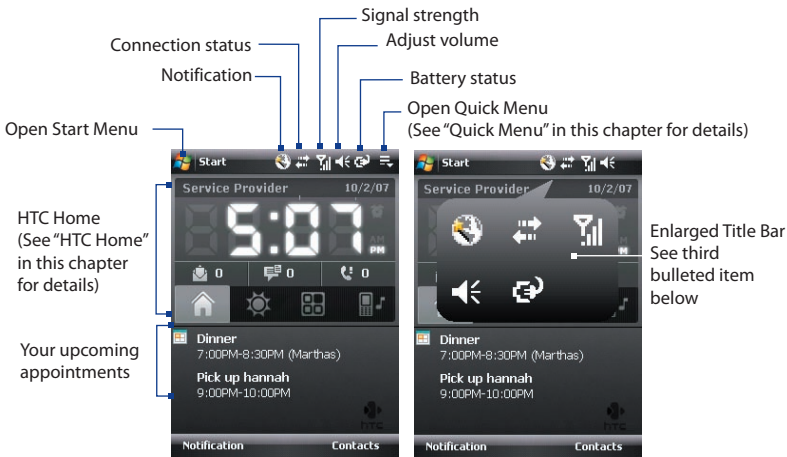 Signal strength
Connection status
Adjust volume
Notification
Battery status
Open Quick Menu
(See "Quick Menu" in this chapter for details)
Open Start Menu
Start
Start
Service Provider 10/2/07
Service Provider 10/2/07
5:07
AM
PM
HTC Home
(See "HTC Home"
in this chapter
for details)
0 0 0
Enlarged Title Bar
See third
bulleted item
below
Your upcoming
appointments
Dinner
7:00PM-8:30PM (Marthas)
Pick up hannah
9:00PM-10:00PM
htc
Notification Contacts
Dinner
7:00PM-8:30PM (Marthas)
Pick up hannah
9:00PM-10:00PM
htc
Notification Contacts